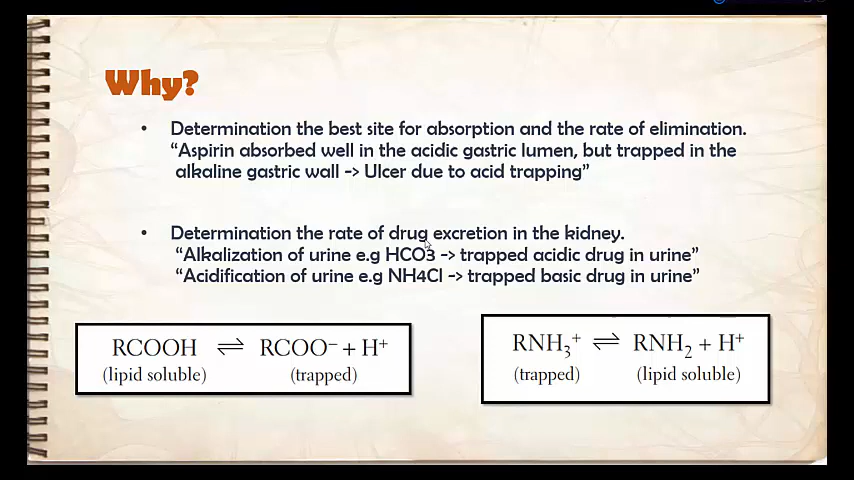 Why?
• Determination the best site for absorption and the rate of elimination.
“Aspirin absorbed well in the acidic gastric lumen, but trapped in the
alkaline gastric wall -> Ulcer due to acid trapping”
• Determination the rate of drug excretion in the kidney.
“Alkalization of urine e.g HCO3 -> trapped acidic drug in urine”
“Acidification of urine e.g NH4Cl -> trapped basic drug in urine”
RCOOH ⇌ RCOO⁻ + H⁺
(lipid soluble) (trapped)
RNH₃⁺ ⇌ RNH₂ + H⁺
(trapped) (lipid soluble)